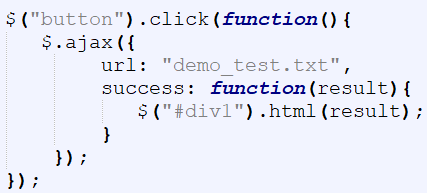 $("button").click(function(){
  $.ajax({
      url: "demo_test.txt",
      success: function(result){
        $("#div1").html(result);
      }
   });
});